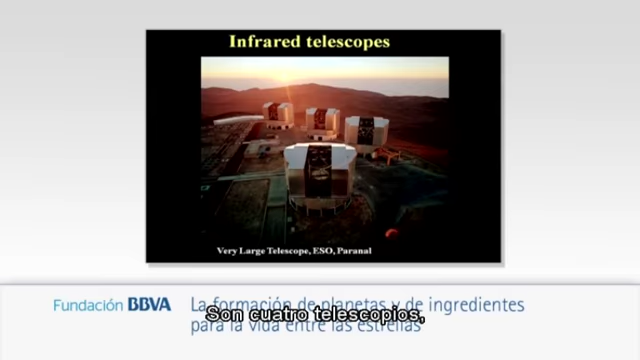 Infrared telescopes
Very Large Telescope, ESO, Paranal
Fundación BBVA
La formación de planetas y de ingredientes
para la vida entre las estrellas
Son cuatro telescopios,